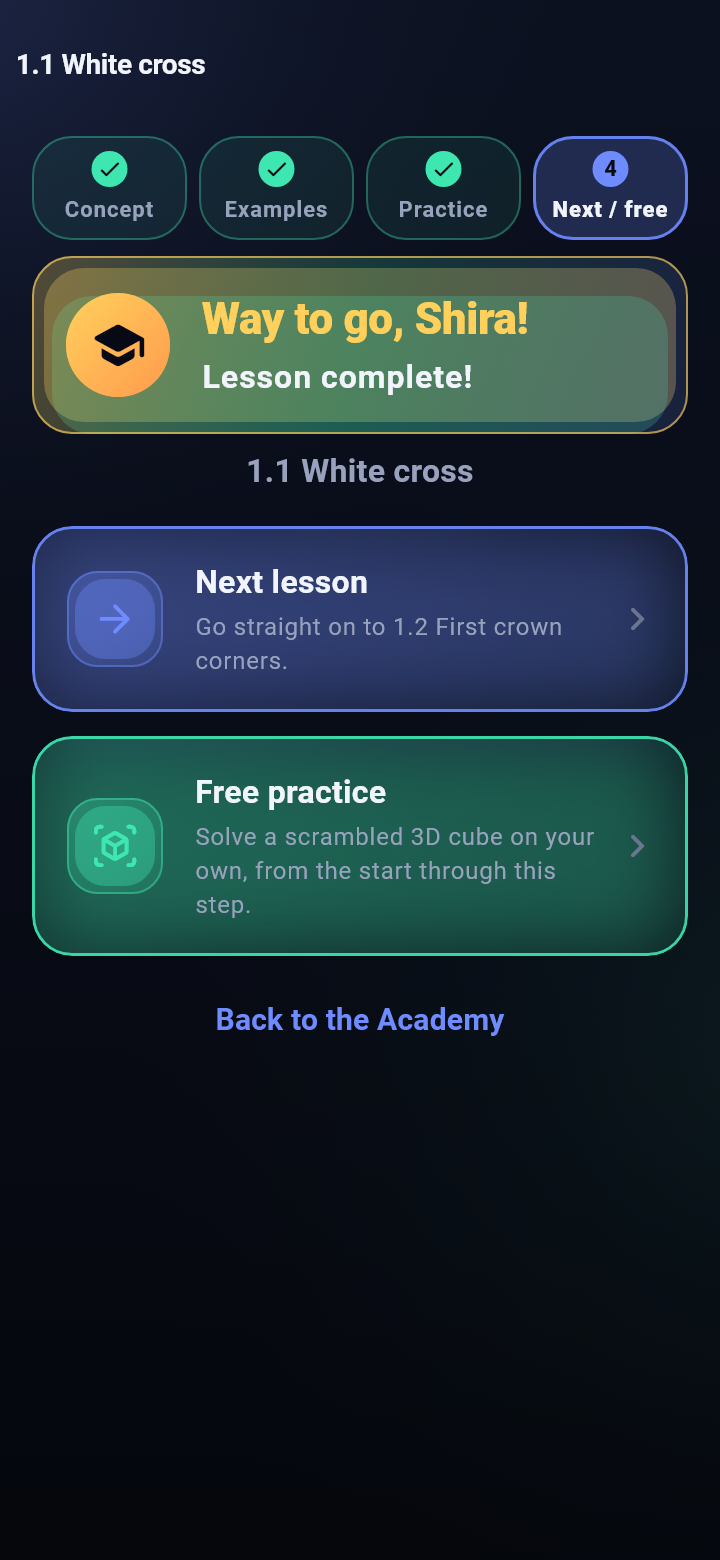 1.1 White cross
Concept
Examples
Practice
4
Next / free
Way to go, Shira!
Lesson complete!
1.1 White cross
Next lesson
Go straight on to 1.2 First crown
corners.
Free practice
Solve a scrambled 3D cube on your
own, from the start through this
step.
Back to the Academy